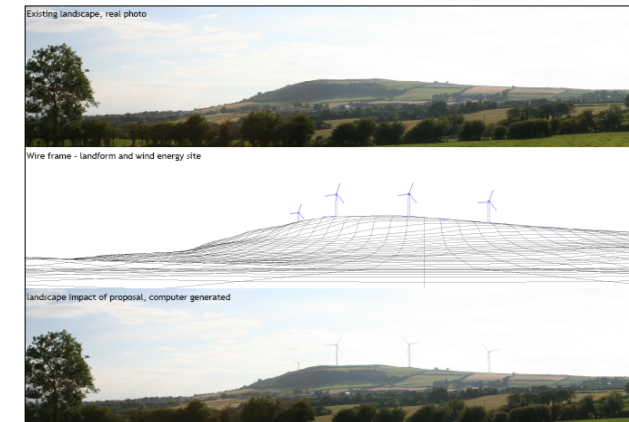 Existing landscape, real photo
Wire frame - landform and wind energy site
landscape Impact of proposal, computer generated